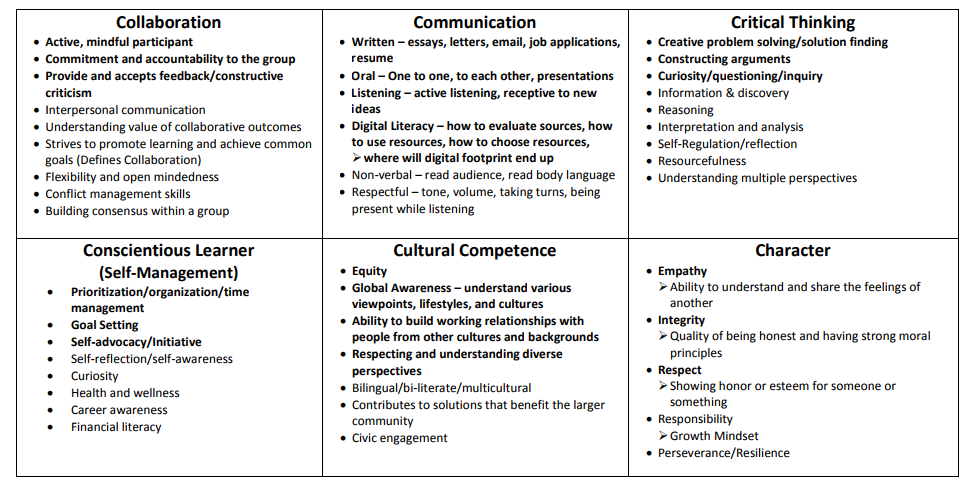 Collaboration
• Active, mindful participant
• Commitment and accountability to the group
• Provide and accepts feedback/constructive
criticism
• Interpersonal communication
• Understanding value of collaborative outcomes
• Strives to promote learning and achieve common
goals (Defines Collaboration)
• Flexibility and open mindedness
• Conflict management skills
• Building consensus within a group
Communication
• Written – essays, letters, email, job applications,
resume
• Oral – One to one, to each other, presentations
• Listening – active listening, receptive to new
ideas
• Digital Literacy – how to evaluate sources, how
to use resources, how to choose resources,
➢ where will digital footprint end up
• Non-verbal – read audience, read body language
• Respectful – tone, volume, taking turns, being
present while listening
Critical Thinking
• Creative problem solving/solution finding
• Constructing arguments
• Curiosity/questioning/inquiry
• Information & discovery
• Reasoning
• Interpretation and analysis
• Self-Regulation/reflection
• Resourcefulness
• Understanding multiple perspectives
Conscientious Learner
(Self-Management)
• Prioritization/organization/time
management
• Goal Setting
• Self-advocacy/Initiative
• Self-reflection/self-awareness
• Curiosity
• Health and wellness
• Career awareness
• Financial literacy
Cultural Competence
• Equity
• Global Awareness – understand various
viewpoints, lifestyles, and cultures
• Ability to build working relationships with
people from other cultures and backgrounds
• Respecting and understanding diverse
perspectives
• Bilingual/bi-literate/multicultural
• Contributes to solutions that benefit the larger
community
• Civic engagement
Character
• Empathy
➢ Ability to understand and share the feelings of
another
• Integrity
➢ Quality of being honest and having strong moral
principles
• Respect
➢ Showing honor or esteem for someone or
something
• Responsibility
➢ Growth Mindset
• Perseverance/Resilience